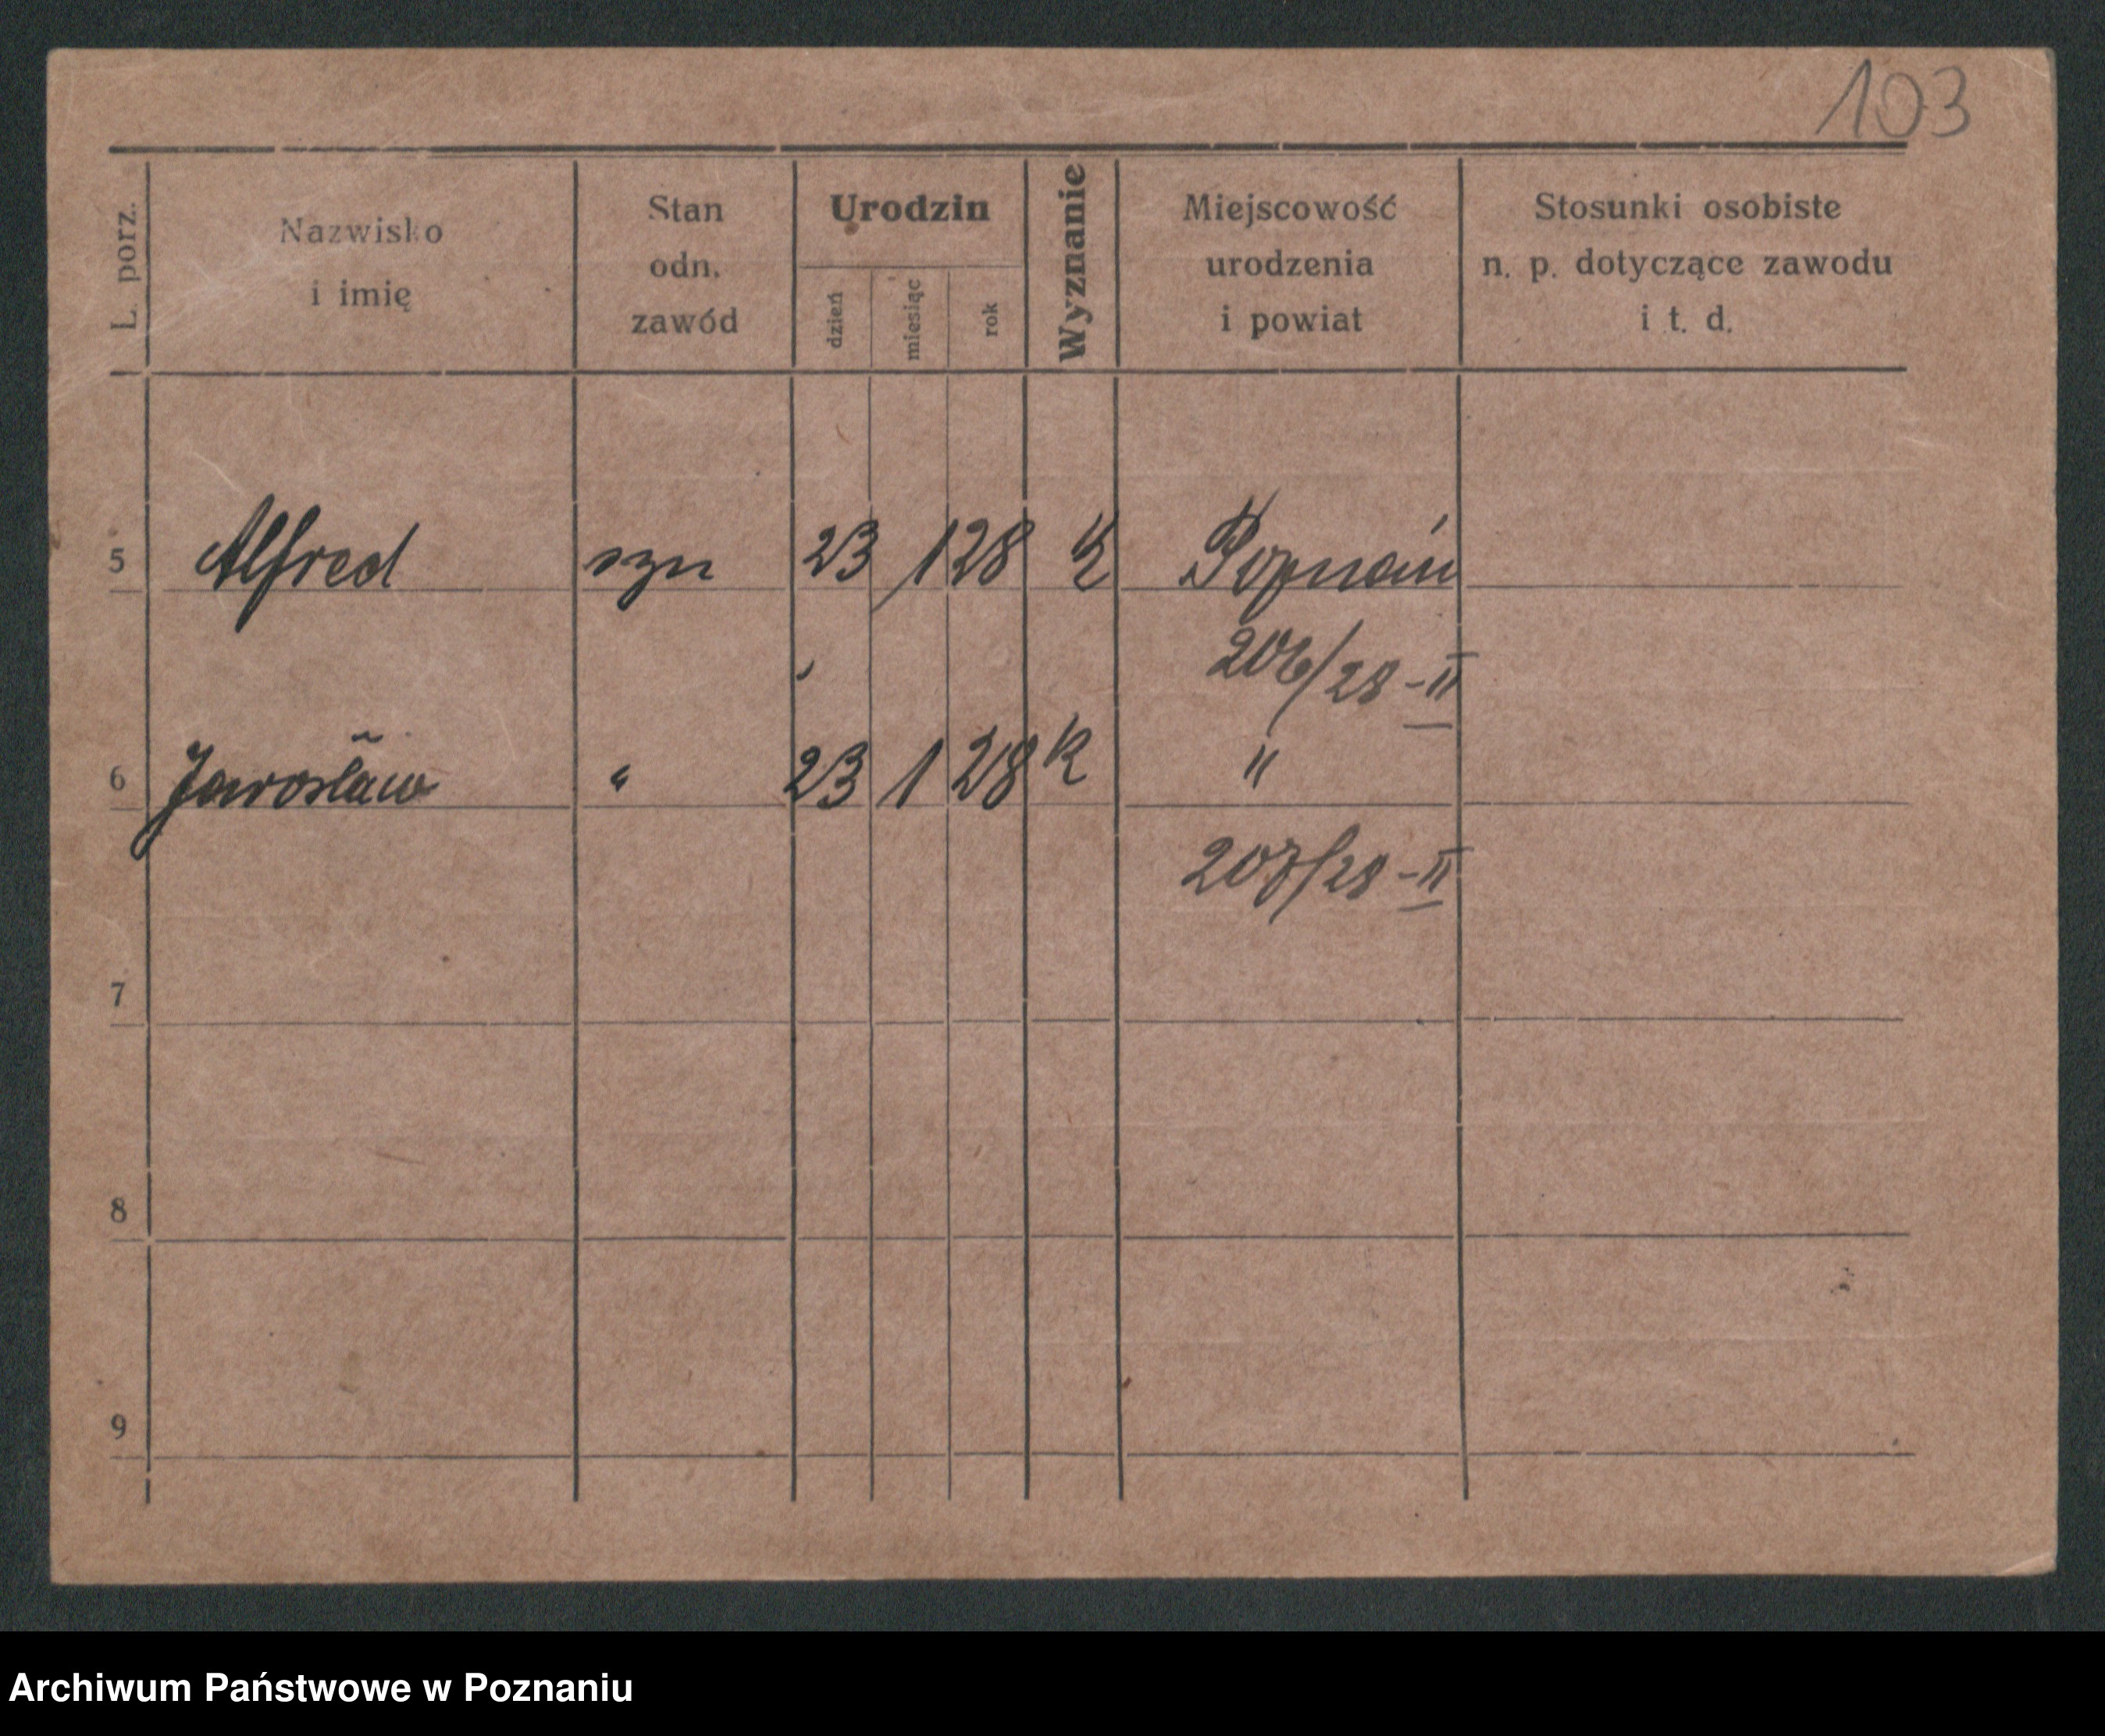 103
L. porz.
Nazwisko
i imię
Stan
odn.
zawód
Urodzin
dzień
miesiąc
rok
Wyznanie
Miejscowość
urodzenia
i powiat
Stosunki osobiste
n. p. dotyczące zawodu
i t. d.
5 Alfred szn 23 1 28 k Poznań
206/28-II
6 Jarosław " 23 1 28 k "
207/28-II
7
8
9
Archiwum Państwowe w Poznaniu